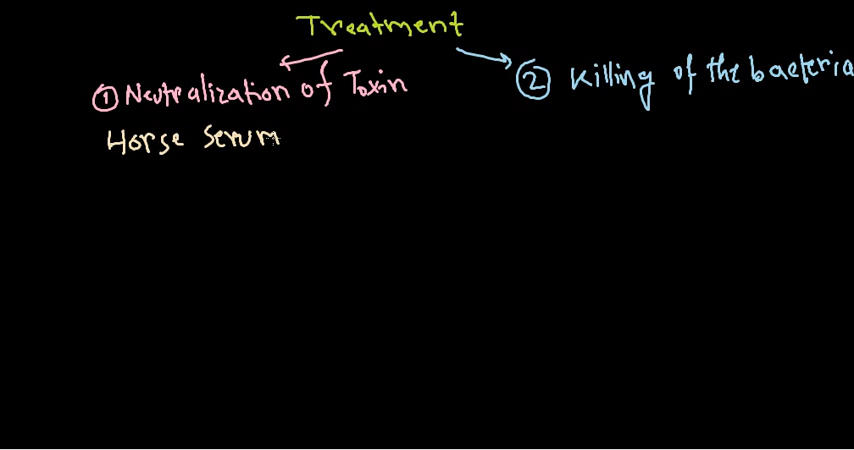 Treatment
① Neutralization of Toxin
② Killing of the bacteria
Horse Serum